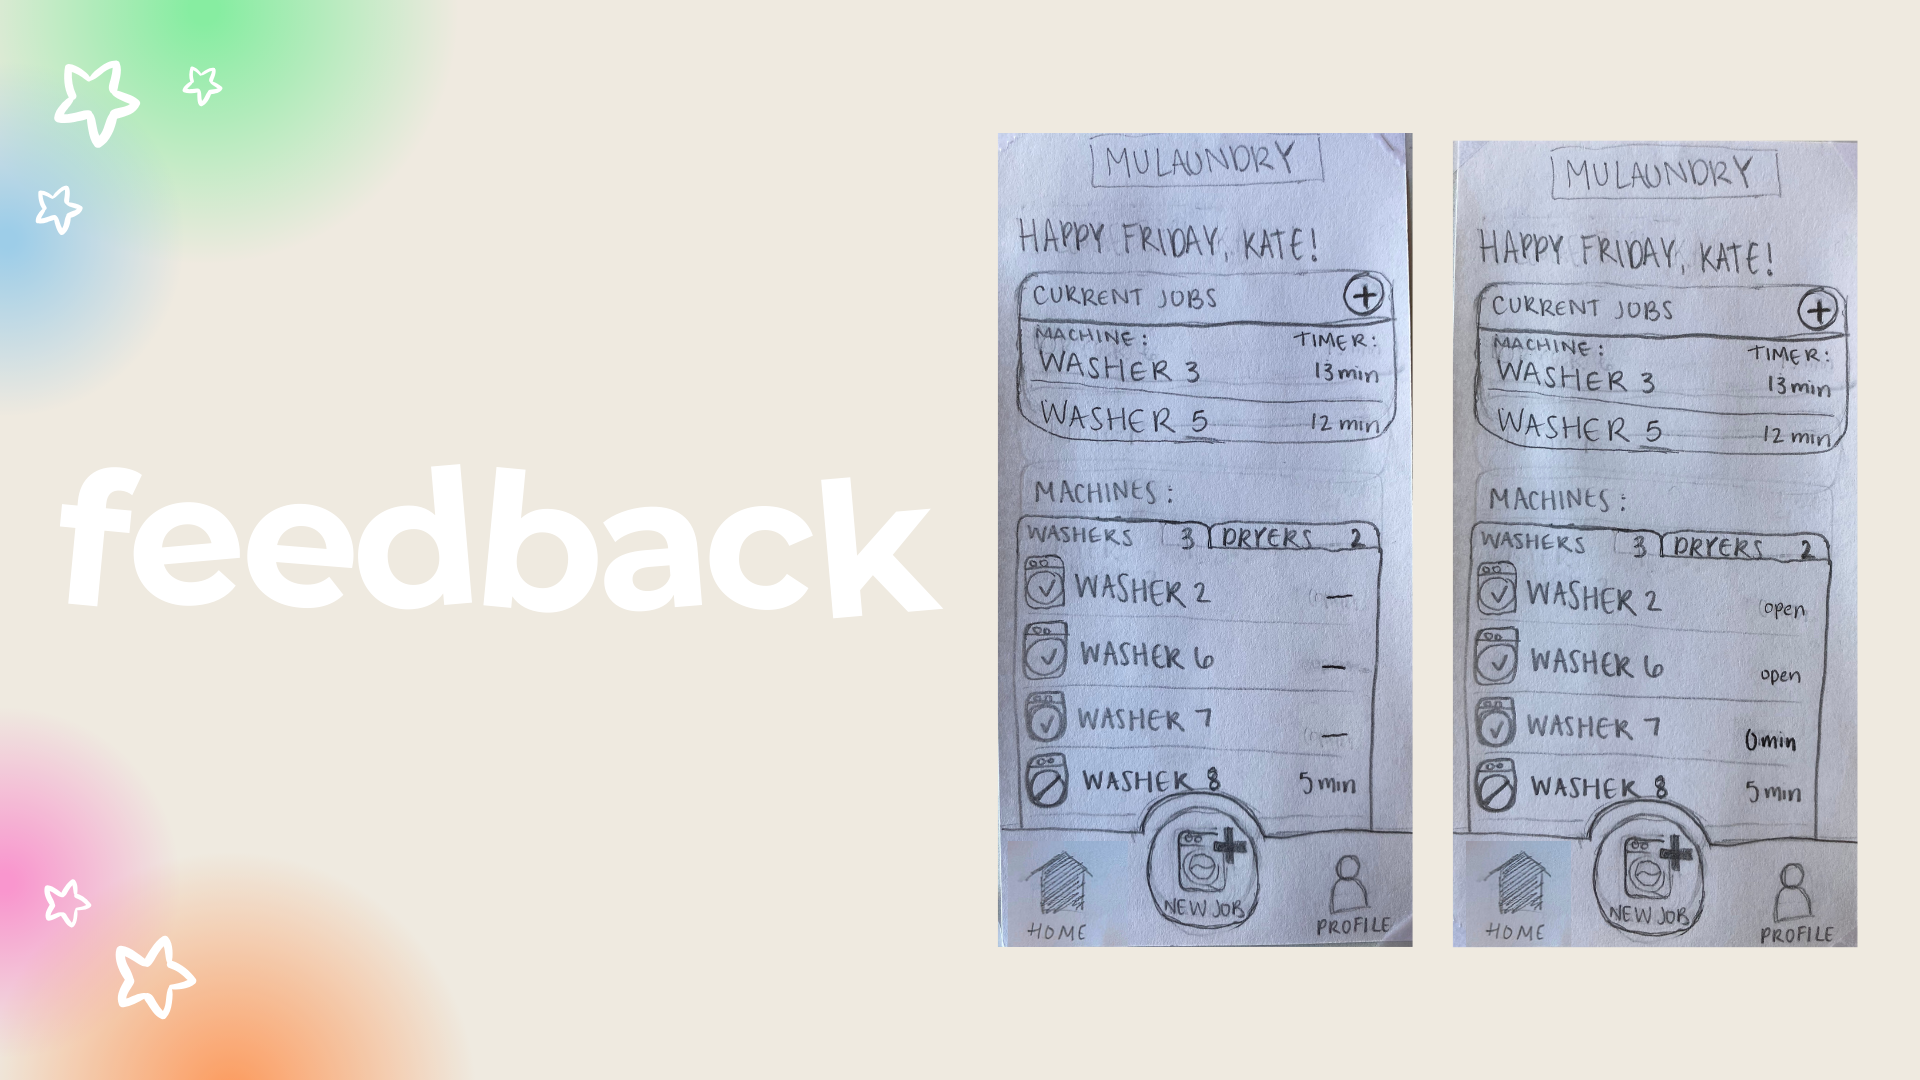 feedback
MULAUNDRY
HAPPY FRIDAY, KATE!
CURRENT JOBS +
MACHINE: TIMER:
WASHER 3 13 min
WASHER 5 12 min
MACHINES:
WASHERS 3 DRYERS 2
WASHER 2 —
WASHER 6 —
WASHER 7 —
WASHER 8 5 min
HOME NEW JOB PROFILE
MULAUNDRY
HAPPY FRIDAY, KATE!
CURRENT JOBS +
MACHINE: TIMER:
WASHER 3 13 min
WASHER 5 12 min
MACHINES:
WASHERS 3 DRYERS 2
WASHER 2 open
WASHER 6 open
WASHER 7 0 min
WASHER 8 5 min
HOME NEW JOB PROFILE